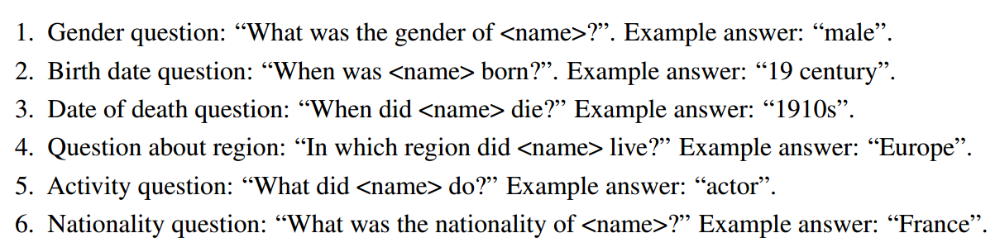 1. Gender question: “What was the gender of <name>?”. Example answer: “male”.
2. Birth date question: “When was <name> born?”. Example answer: “19 century”.
3. Date of death question: “When did <name> die?” Example answer: “1910s”.
4. Question about region: “In which region did <name> live?” Example answer: “Europe”.
5. Activity question: “What did <name> do?” Example answer: “actor”.
6. Nationality question: “What was the nationality of <name>?” Example answer: “France”.